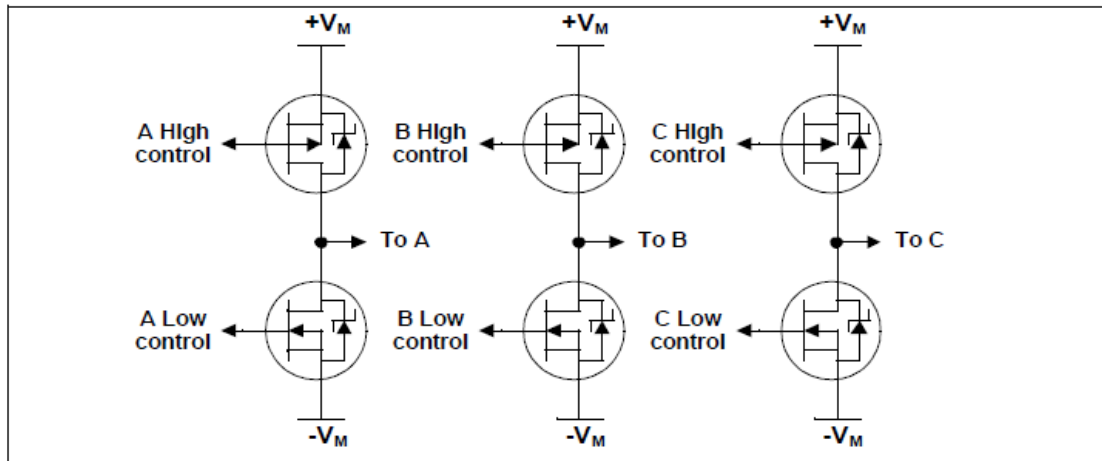 +VM +VM +VM
A HIgh control
B HIgh control
C HIgh control
To A
To B
To C
A Low control
B Low control
C Low control
-VM -VM -VM